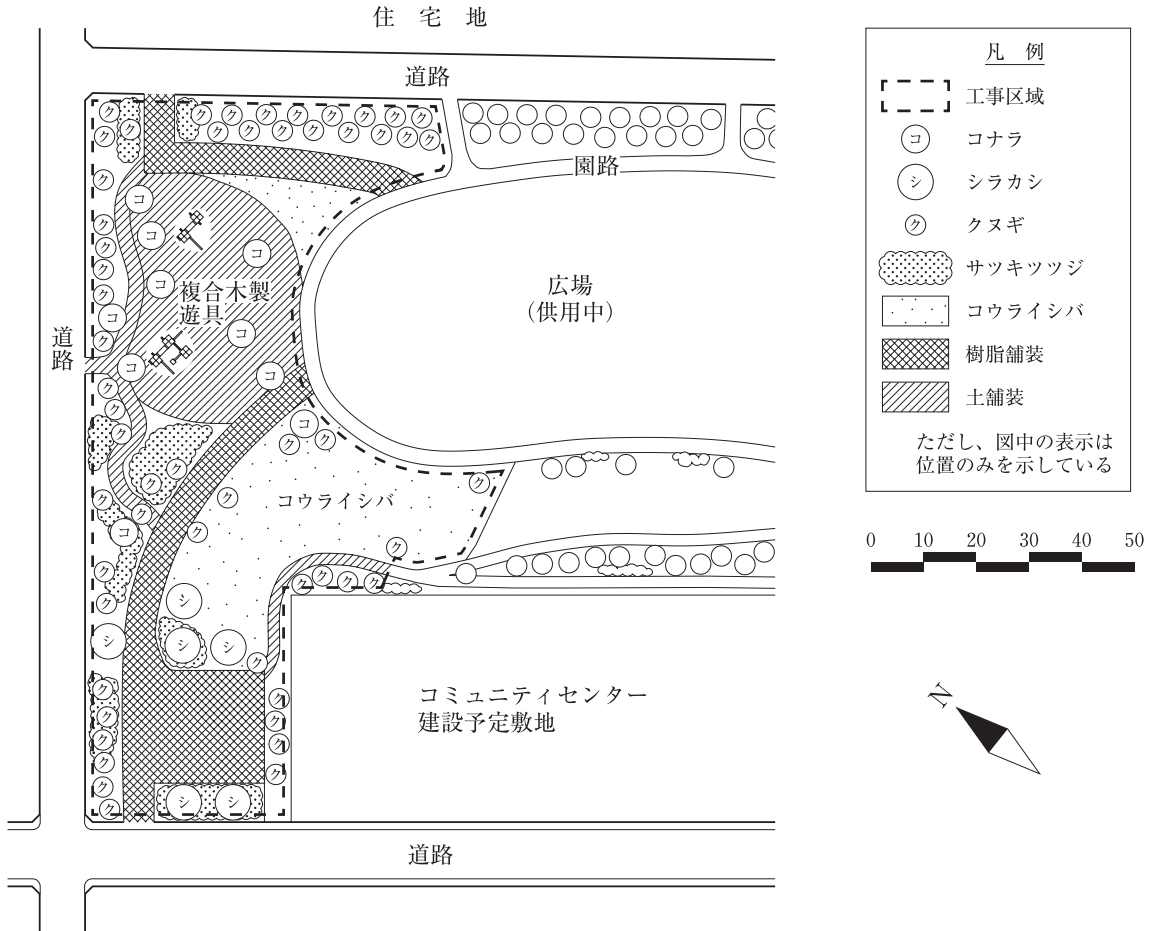 住　宅　地
道路
園路
広場
（供用中）
複合木製
遊具
道路
コウライシバ
コミュニティセンター
建設予定敷地
道路
凡　例
工事区域
コ
コナラ
シ
シラカシ
ク
クヌギ
サツキツツジ
コウライシバ
樹脂舗装
土舗装
ただし、図中の表示は
位置のみを示している
0 10 20 30 40 50
N